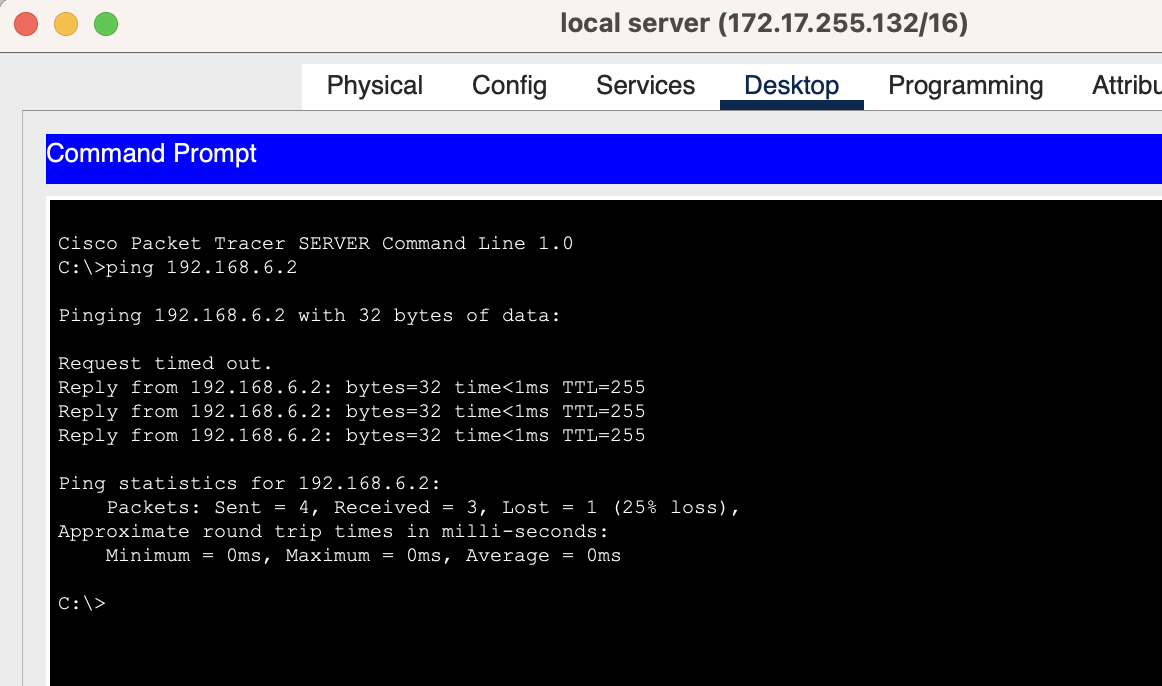 local server (172.17.255.132/16)
Physical Config Services Desktop Programming Attribu
Command Prompt
Cisco Packet Tracer SERVER Command Line 1.0
C:\>ping 192.168.6.2
Pinging 192.168.6.2 with 32 bytes of data:
Request timed out.
Reply from 192.168.6.2: bytes=32 time<1ms TTL=255
Reply from 192.168.6.2: bytes=32 time<1ms TTL=255
Reply from 192.168.6.2: bytes=32 time<1ms TTL=255
Ping statistics for 192.168.6.2:
Packets: Sent = 4, Received = 3, Lost = 1 (25% loss),
Approximate round trip times in milli-seconds:
Minimum = 0ms, Maximum = 0ms, Average = 0ms
C:\>